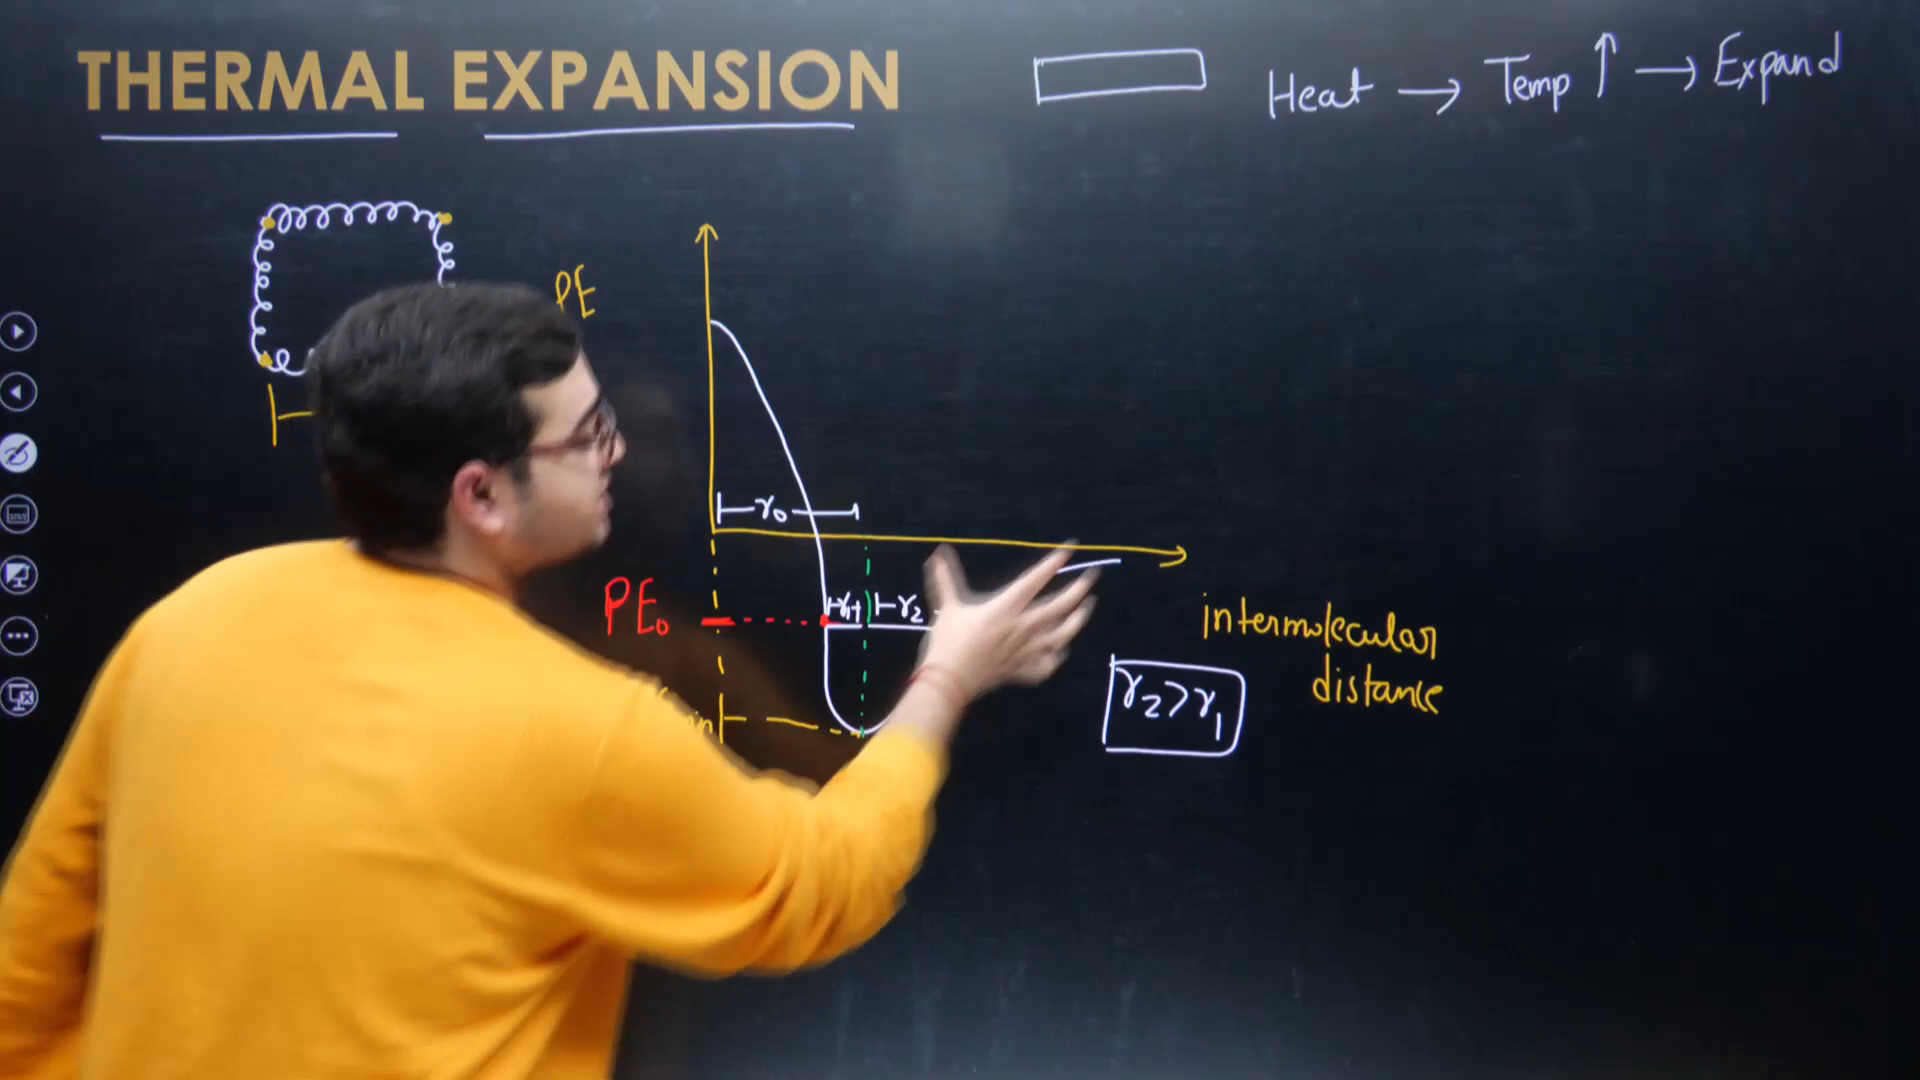 THERMAL EXPANSION
Heat → Temp ↑ → Expand
PE
r₀
PE₀
r₁
r₂
intermolecular
distance
r₂>r₁